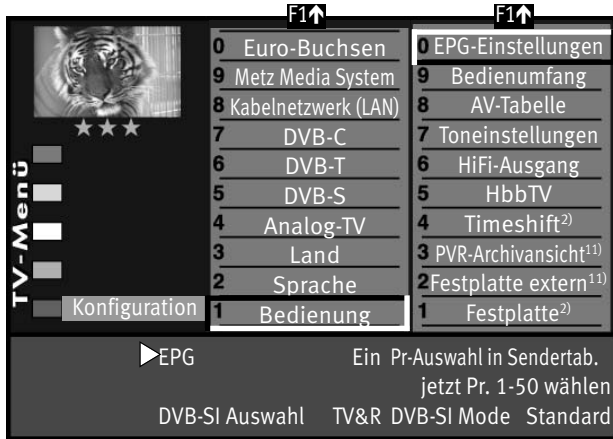 F1↑ F1↑
0 Euro-Buchsen 0 EPG-Einstellungen
9 Metz Media System 9 Bedienumfang
8 Kabelnetzwerk (LAN) 8 AV-Tabelle
7 DVB-C 7 Toneinstellungen
6 DVB-T 6 HiFi-Ausgang
5 DVB-S 5 HbbTV
4 Analog-TV 4 Timeshift2)
3 Land 3 PVR-Archivansicht11)
2 Sprache 2 Festplatte extern11)
1 Bedienung 1 Festplatte2)
TV-Menü
Konfiguration
EPG Ein Pr-Auswahl in Sendertab.
jetzt Pr. 1-50 wählen
DVB-SI Auswahl TV&R DVB-SI Mode Standard